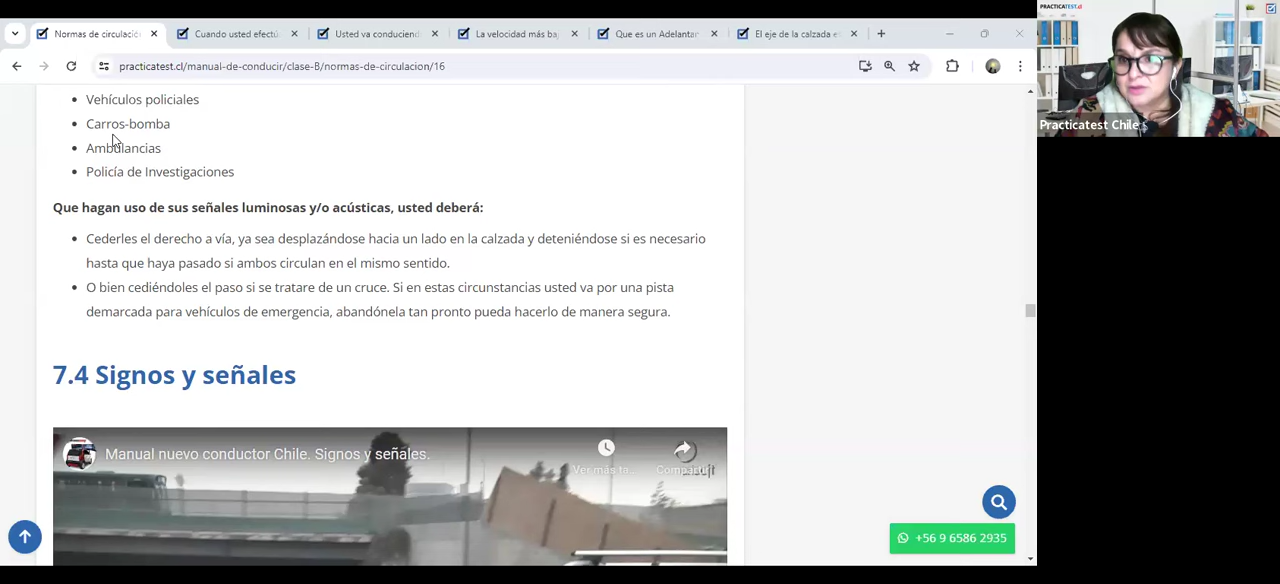 Normas de circulació
Cuando usted efectú
Usted va conduciend
La velocidad más ba
Que es un Adelantar
El eje de la calzada e
practicatest.cl/manual-de-conducir/clase-B/normas-de-circulacion/16
PRACTICATEST.cl
Practicatest Chile
Vehículos policiales
Carros-bomba
Ambulancias
Policía de Investigaciones
Que hagan uso de sus señales luminosas y/o acústicas, usted deberá:
Cederles el derecho a vía, ya sea desplazándose hacia un lado en la calzada y deteniéndose si es necesario
hasta que haya pasado si ambos circulan en el mismo sentido.
O bien cediéndoles el paso si se tratare de un cruce. Si en estas circunstancias usted va por una pista
demarcada para vehículos de emergencia, abandónela tan pronto pueda hacerlo de manera segura.
7.4 Signos y señales
Manual nuevo conductor Chile. Signos y señales.
Ver más ta...
+56 9 6586 2935